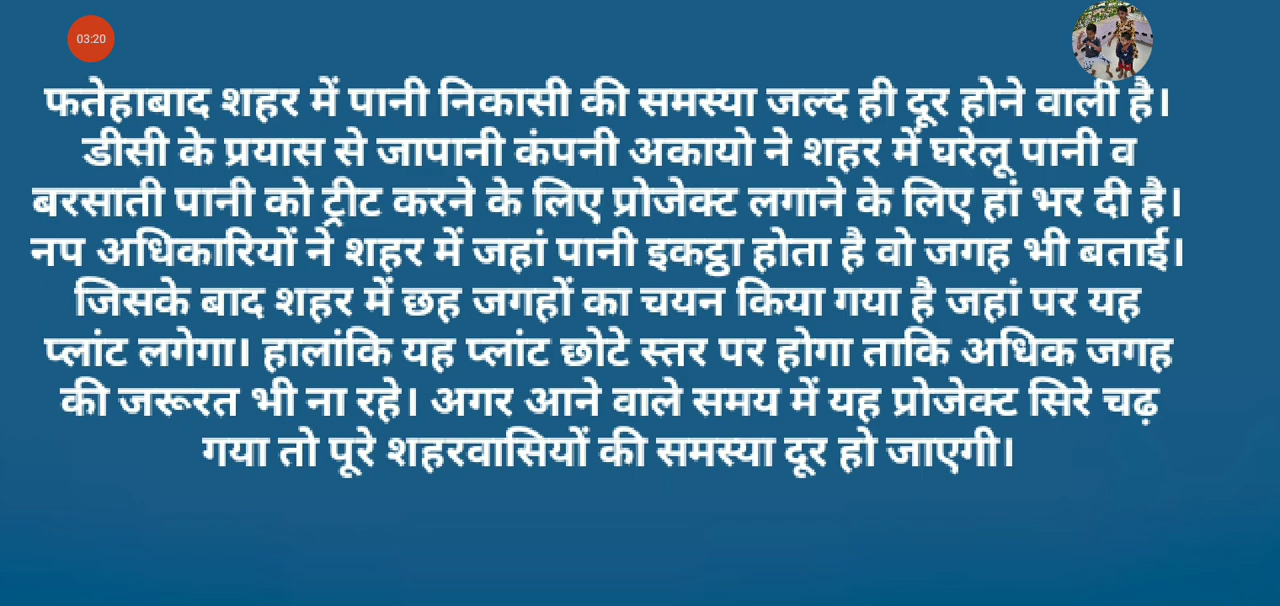 03:20
फतेहाबाद शहर में पानी निकासी की समस्या जल्द ही दूर होने वाली है।
डीसी के प्रयास से जापानी कंपनी अकायो ने शहर में घरेलू पानी व
बरसाती पानी को ट्रीट करने के लिए प्रोजेक्ट लगाने के लिए हां भर दी है।
नप अधिकारियों ने शहर में जहां पानी इकट्ठा होता है वो जगह भी बताई।
जिसके बाद शहर में छह जगहों का चयन किया गया है जहां पर यह
प्लांट लगेगा। हालांकि यह प्लांट छोटे स्तर पर होगा ताकि अधिक जगह
की जरूरत भी ना रहे। अगर आने वाले समय में यह प्रोजेक्ट सिरे चढ़
गया तो पूरे शहरवासियों की समस्या दूर हो जाएगी।